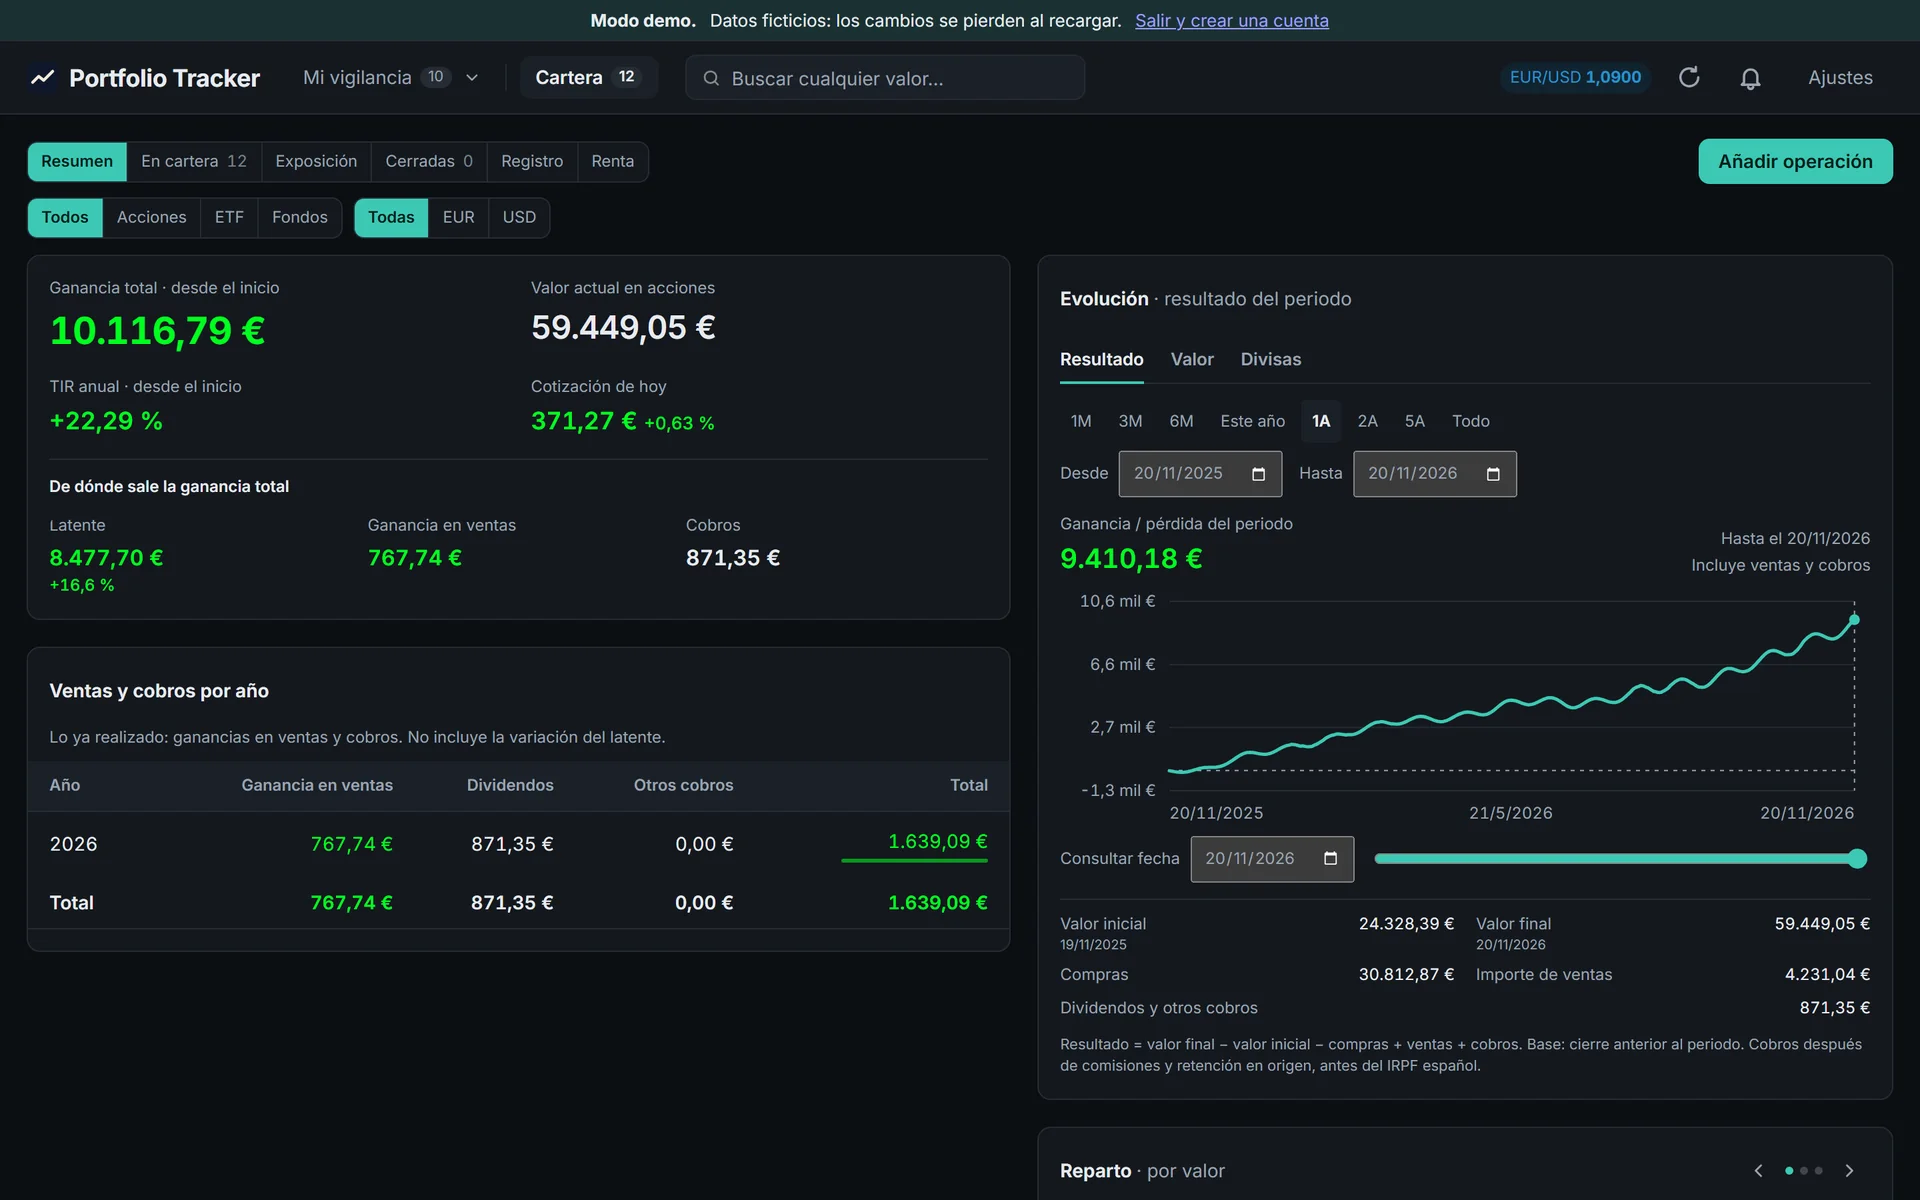 Modo demo. Datos ficticios: los cambios se pierden al recargar. Salir y crear una cuenta
Portfolio Tracker
Mi vigilancia 10
Cartera 12
Buscar cualquier valor...
EUR/USD 1,0900
Ajustes
Resumen En cartera 12 Exposición Cerradas 0 Registro Renta
Añadir operación
Todos Acciones ETF Fondos Todas EUR USD
Ganancia total · desde el inicio
10.116,79 €
Valor actual en acciones
59.449,05 €
TIR anual · desde el inicio
+22,29 %
Cotización de hoy
371,27 € +0,63 %
De dónde sale la ganancia total
Latente
8.477,70 €
+16,6 %
Ganancia en ventas
767,74 €
Cobros
871,35 €
Ventas y cobros por año
Lo ya realizado: ganancias en ventas y cobros. No incluye la variación del latente.
Año Ganancia en ventas Dividendos Otros cobros Total
2026 767,74 € 871,35 € 0,00 € 1.639,09 €
Total 767,74 € 871,35 € 0,00 € 1.639,09 €
Evolución · resultado del periodo
Resultado Valor Divisas
1M 3M 6M Este año 1A 2A 5A Todo
Desde 20/11/2025 Hasta 20/11/2026
Ganancia / pérdida del periodo
9.410,18 €
Hasta el 20/11/2026
Incluye ventas y cobros
10,6 mil €
6,6 mil €
2,7 mil €
-1,3 mil €
20/11/2025 21/5/2026 20/11/2026
Consultar fecha 20/11/2026
Valor inicial 24.328,39 € Valor final 59.449,05 €
19/11/2025 20/11/2026
Compras 30.812,87 € Importe de ventas 4.231,04 €
Dividendos y otros cobros 871,35 €
Resultado = valor final − valor inicial − compras + ventas + cobros. Base: cierre anterior al periodo. Cobros después
de comisiones y retención en origen, antes del IRPF español.
Reparto · por valor